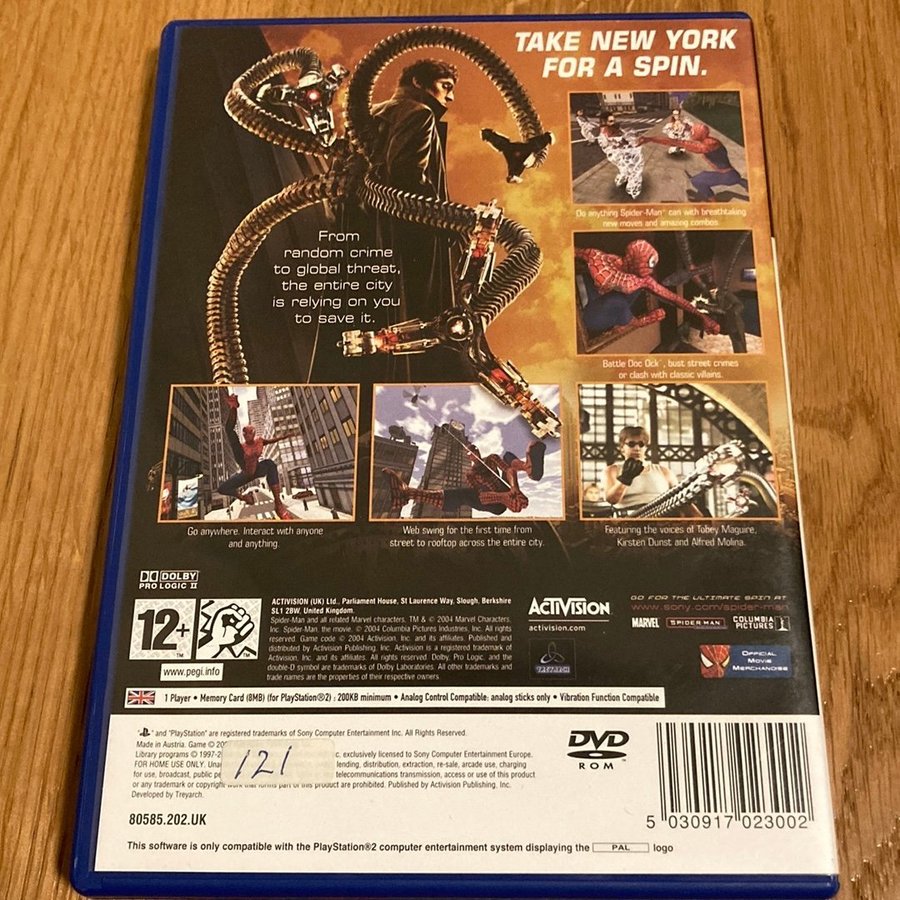 TAKE NEW YORK
FOR A SPIN.
From
random crime
to global threat,
the entire city
is relying on you
to save it.
Do anything Spider-Man™ can with breathtaking
new moves and amazing combos.
Battle Doc Ock™, bust street crimes
or clash with classic villains.
Go anywhere. Interact with anyone
and anything.
Web swing for the first time from
street to rooftop across the entire city.
Featuring the voices of Tobey Maguire,
Kirsten Dunst and Alfred Molina.
DOLBY
PRO LOGIC II
12+
www.pegi.info
ACTIVISION (UK) Ltd., Parliament House, St Laurence Way, Slough, Berkshire
SL1 2BW, United Kingdom.
Spider-Man and all related Marvel characters, TM & © 2004 Marvel Characters,
Inc. Spider-Man, the movie, © 2004 Columbia Pictures Industries, Inc. All rights
reserved. Game code © 2004 Activision, Inc. and its affiliates. Published and
distributed by Activision Publishing, Inc. Activision is a registered trademark of
Activision, Inc. and its affiliates. All rights reserved. Dolby, Pro Logic, and the
double-D symbol are trademarks of Dolby Laboratories. All other trademarks and
trade names are the properties of their respective owners.
ACTIVISION
activision.com
TREYARCH
GO FOR THE ULTIMATE SPIN AT
www.sony.com/spider-man
MARVEL
SPIDER-MAN
COLUMBIA
PICTURES
OFFICIAL
MOVIE
MERCHANDISE
1 Player • Memory Card (8MB) (for PlayStation®2) : 200KB minimum • Analog Control Compatible: analog sticks only • Vibration Function Compatible
" " and "PlayStation" are registered trademarks of Sony Computer Entertainment Inc. All Rights Reserved.
Made in Austria. Game ©
Library programs © 1997-2 c. exclusively licensed to Sony Computer Entertainment Europe.
FOR HOME USE ONLY. lending, distribution, extraction, re-sale, arcade use, charging
for use, broadcast, public telecommunications transmission, access or use of this product
or any trademark or copyright work that forms part of this product are prohibited. Published by Activision Publishing, Inc.
Developed by Treyarch.
121
80585.202.UK
DVD
ROM
5 030917 023002
This software is only compatible with the PlayStation®2 computer entertainment system displaying the PAL logo